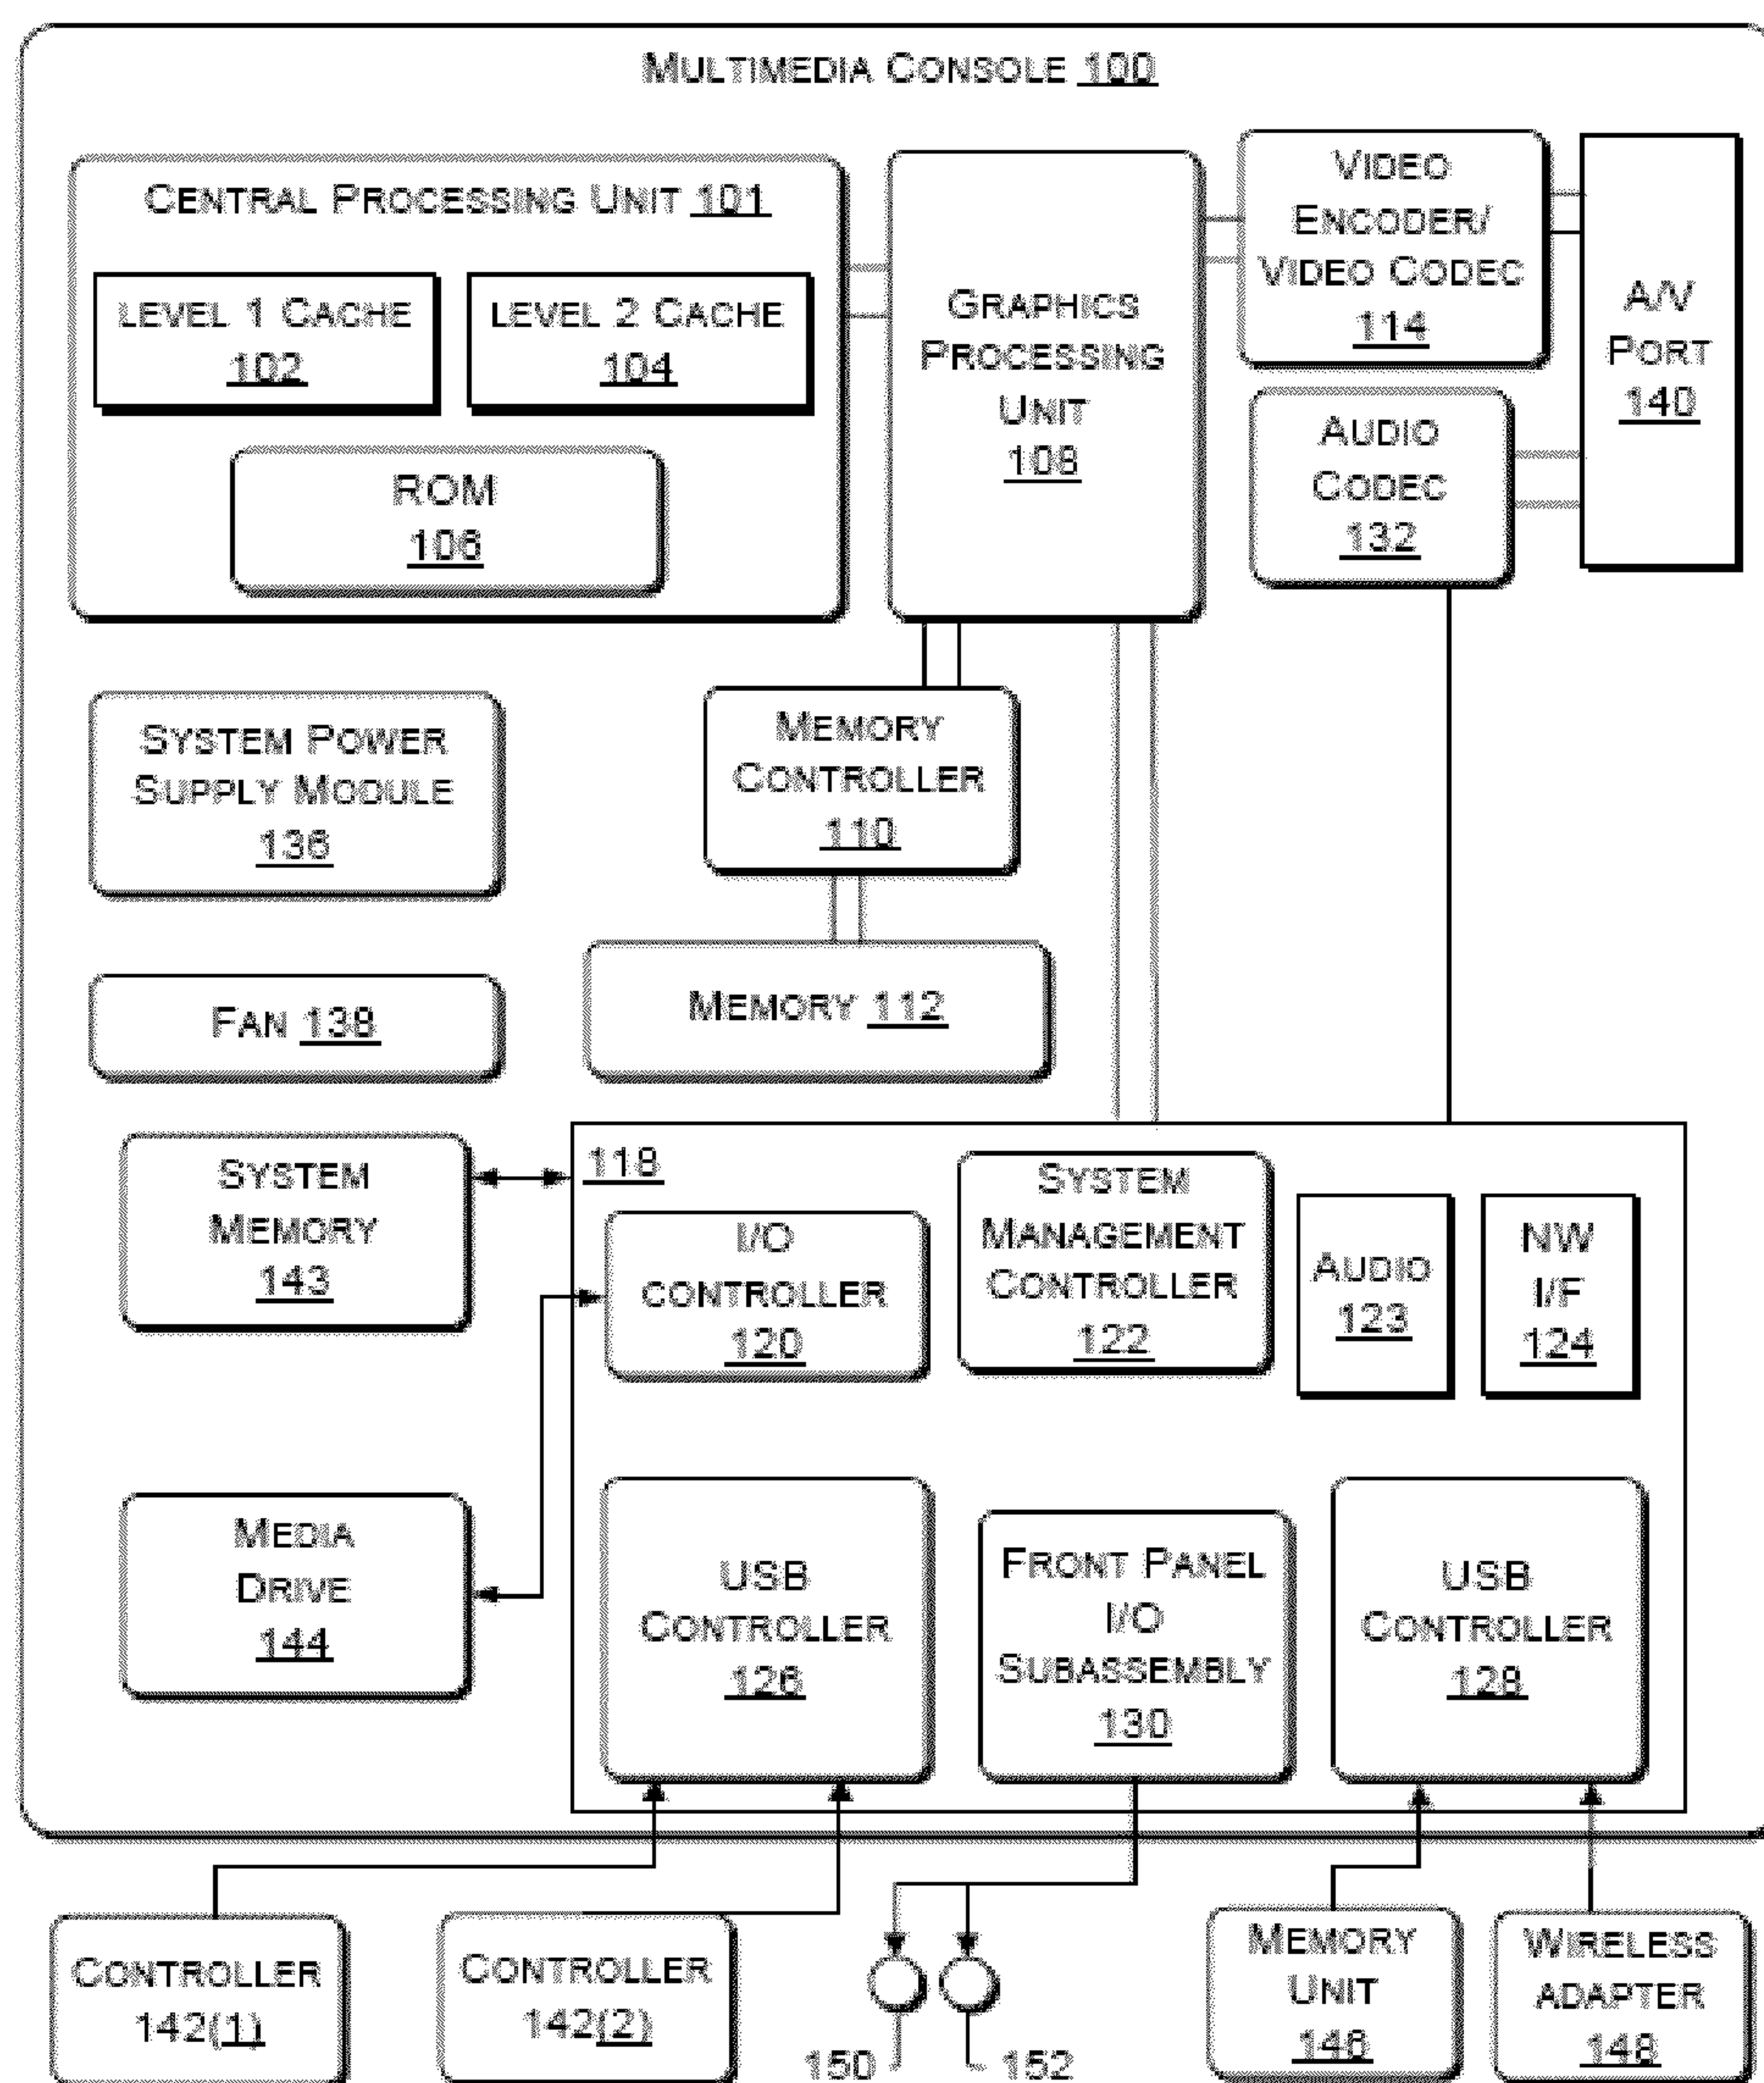 MULTIMEDIA CONSOLE 100
CENTRAL PROCESSING UNIT 101
LEVEL 1 CACHE
102
LEVEL 2 CACHE
104
ROM
106
GRAPHICS
PROCESSING
UNIT
108
VIDEO
ENCODER/
VIDEO CODEC
114
A/V
PORT
140
AUDIO
CODEC
132
SYSTEM POWER
SUPPLY MODULE
136
MEMORY
CONTROLLER
110
FAN 138
MEMORY 112
SYSTEM
MEMORY
143
118
I/O
CONTROLLER
120
SYSTEM
MANAGEMENT
CONTROLLER
122
AUDIO
123
NW
I/F
124
MEDIA
DRIVE
144
USB
CONTROLLER
126
FRONT PANEL
I/O
SUBASSEMBLY
130
USB
CONTROLLER
128
CONTROLLER
142(1)
CONTROLLER
142(2)
150
152
MEMORY
UNIT
146
WIRELESS
ADAPTER
148